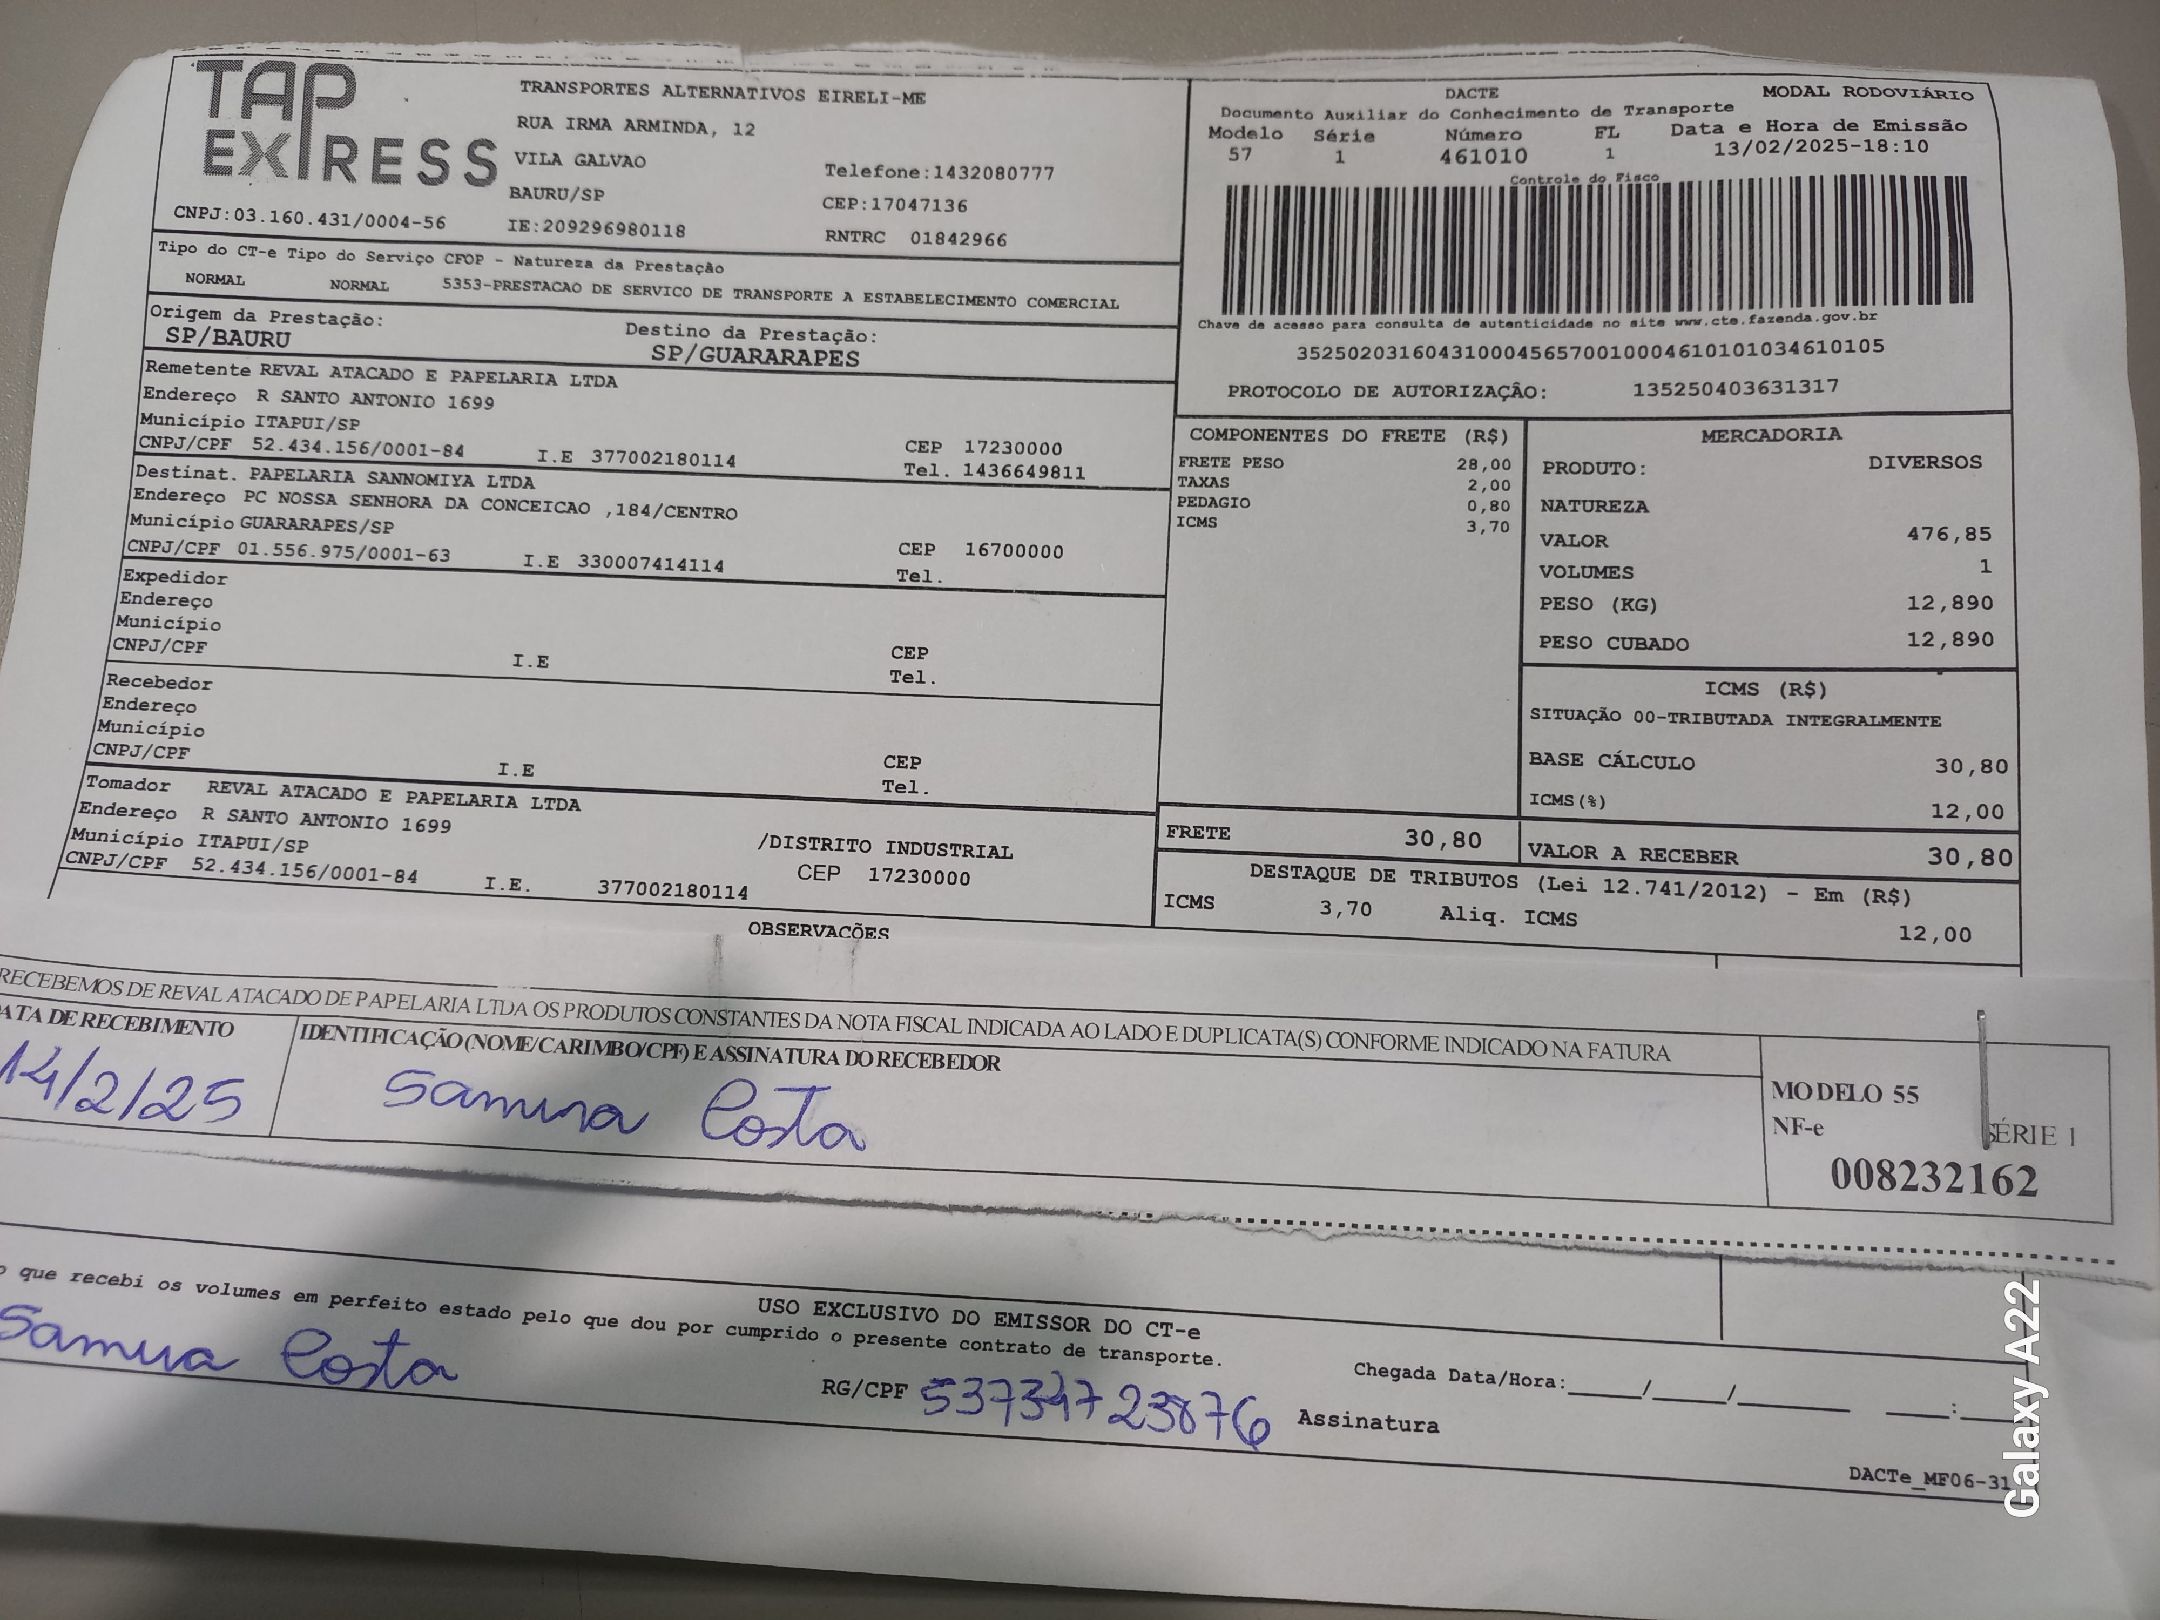 TAP EXPRESS
TRANSPORTES ALTERNATIVOS EIRELI-ME
RUA IRMA ARMINDA, 12
VILA GALVAO Telefone:1432080777
BAURU/SP CEP:17047136
CNPJ:03.160.431/0004-56 IE:209296980118 RNTRC 01842966
DACTE MODAL RODOVIÁRIO
Documento Auxiliar do Conhecimento de Transporte
Modelo Série Número FL Data e Hora de Emissão
57 1 461010 1 13/02/2025-18:10
Controle do Fisco
Chave de acesso para consulta de autenticidade no site www.cte.fazenda.gov.br
35250203160431000456570010004610101034610105
PROTOCOLO DE AUTORIZAÇÃO: 135250403631317
Tipo do CT-e Tipo do Serviço CFOP - Natureza da Prestação
NORMAL NORMAL 5353-PRESTACAO DE SERVICO DE TRANSPORTE A ESTABELECIMENTO COMERCIAL
Origem da Prestação: Destino da Prestação:
SP/BAURU SP/GUARARAPES
Remetente REVAL ATACADO E PAPELARIA LTDA
Endereço R SANTO ANTONIO 1699
Município ITAPUI/SP CEP 17230000
CNPJ/CPF 52.434.156/0001-84 I.E 377002180114 Tel. 1436649811
Destinat. PAPELARIA SANNOMIYA LTDA
Endereço PC NOSSA SENHORA DA CONCEICAO ,184/CENTRO
Município GUARARAPES/SP CEP 16700000
CNPJ/CPF 01.556.975/0001-63 I.E 330007414114 Tel.
Expedidor
Endereço
Município CEP
CNPJ/CPF I.E Tel.
Recebedor
Endereço
Município CEP
CNPJ/CPF I.E Tel.
Tomador REVAL ATACADO E PAPELARIA LTDA
Endereço R SANTO ANTONIO 1699 /DISTRITO INDUSTRIAL
Município ITAPUI/SP CEP 17230000
CNPJ/CPF 52.434.156/0001-84 I.E. 377002180114
COMPONENTES DO FRETE (R$)
FRETE PESO 28,00
TAXAS 2,00
PEDAGIO 0,80
ICMS 3,70
MERCADORIA
PRODUTO: DIVERSOS
NATUREZA
VALOR 476,85
VOLUMES 1
PESO (KG) 12,890
PESO CUBADO 12,890
ICMS (R$)
SITUAÇÃO 00-TRIBUTADA INTEGRALMENTE
BASE CÁLCULO 30,80
ICMS(%) 12,00
FRETE 30,80 VALOR A RECEBER 30,80
DESTAQUE DE TRIBUTOS (Lei 12.741/2012) - Em (R$)
ICMS 3,70 Aliq. ICMS 12,00
OBSERVAÇÕES
RECEBEMOS DE REVAL ATACADO DE PAPELARIA LTDA OS PRODUTOS CONSTANTES DA NOTA FISCAL INDICADA AO LADO E DUPLICATA(S) CONFORME INDICADO NA FATURA
ATA DE RECEBIMENTO IDENTIFICAÇÃO (NOME/CARIMBO/CPF) E ASSINATURA DO RECEBEDOR
14/2/25 Samura Costa
MODELO 55
NF-e SÉRIE 1
008232162
USO EXCLUSIVO DO EMISSOR DO CT-e
o que recebi os volumes em perfeito estado pelo que dou por cumprido o presente contrato de transporte.
Samura Costa RG/CPF 53734723876 Assinatura
Chegada Data/Hora:_____/_____/_______ ____:____
DACTe_MF06-31
Galaxy A22